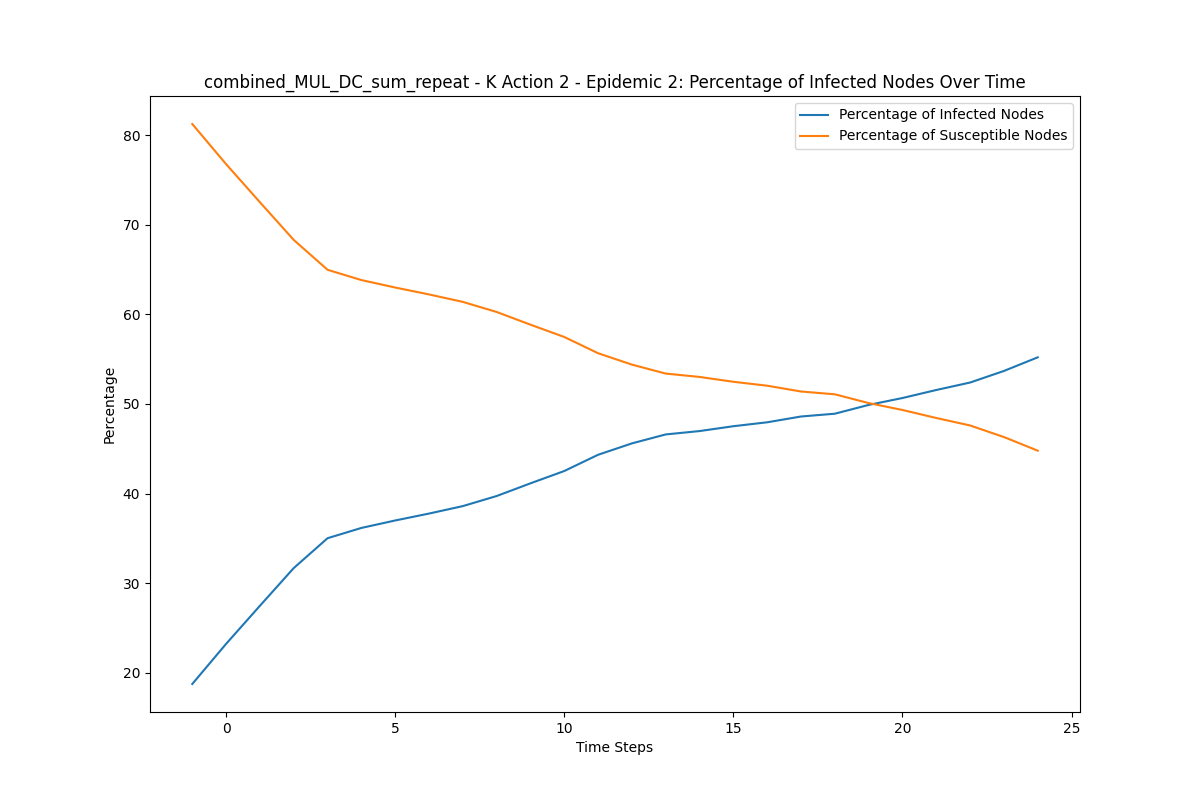 combined_MUL_DC_sum_repeat - K Action 2 - Epidemic 2: Percentage of Infected Nodes Over Time
Percentage of Infected Nodes
Percentage of Susceptible Nodes
80
70
60
50
40
30
20
Percentage
0
5
10
15
20
25
Time Steps